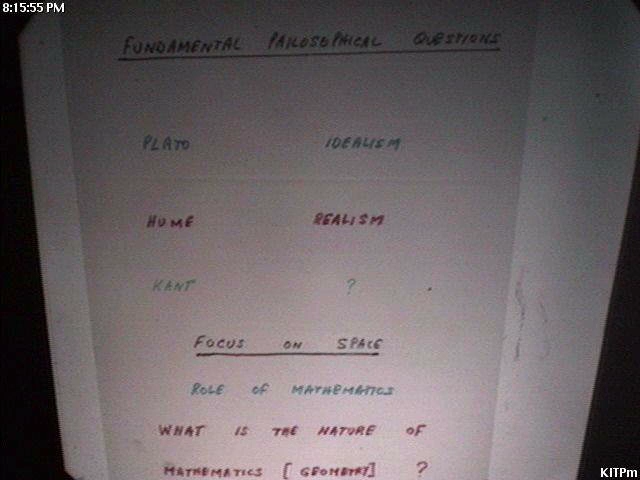 8:15:55 PM
FUNDAMENTAL PHILOSOPHICAL QUESTIONS
PLATO IDEALISM
HUME REALISM
KANT ?
FOCUS ON SPACE
ROLE OF MATHEMATICS
WHAT IS THE NATURE OF
MATHEMATICS [GEOMETRY] ?
KITPm